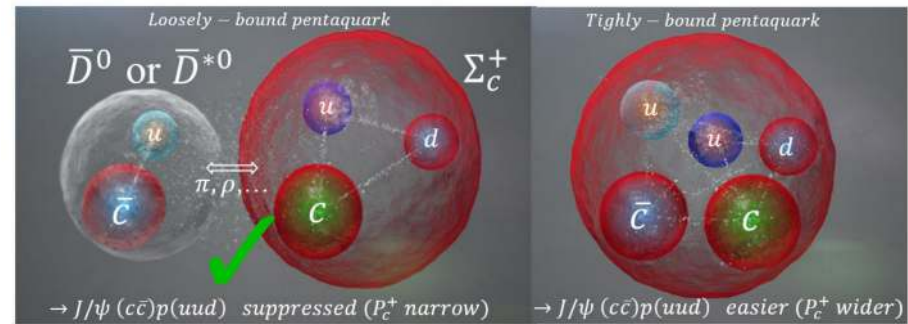 Loosely – bound pentaquark
D̅⁰ or D̅*⁰
Σc⁺
u
c̅
π, ρ, ...
u
d
c
→ J/ψ (cc̅)p(uud) suppressed (Pc⁺ narrow)
Tighly – bound pentaquark
u
u
d
c̅
c
→ J/ψ (cc̅)p(uud) easier (Pc⁺ wider)